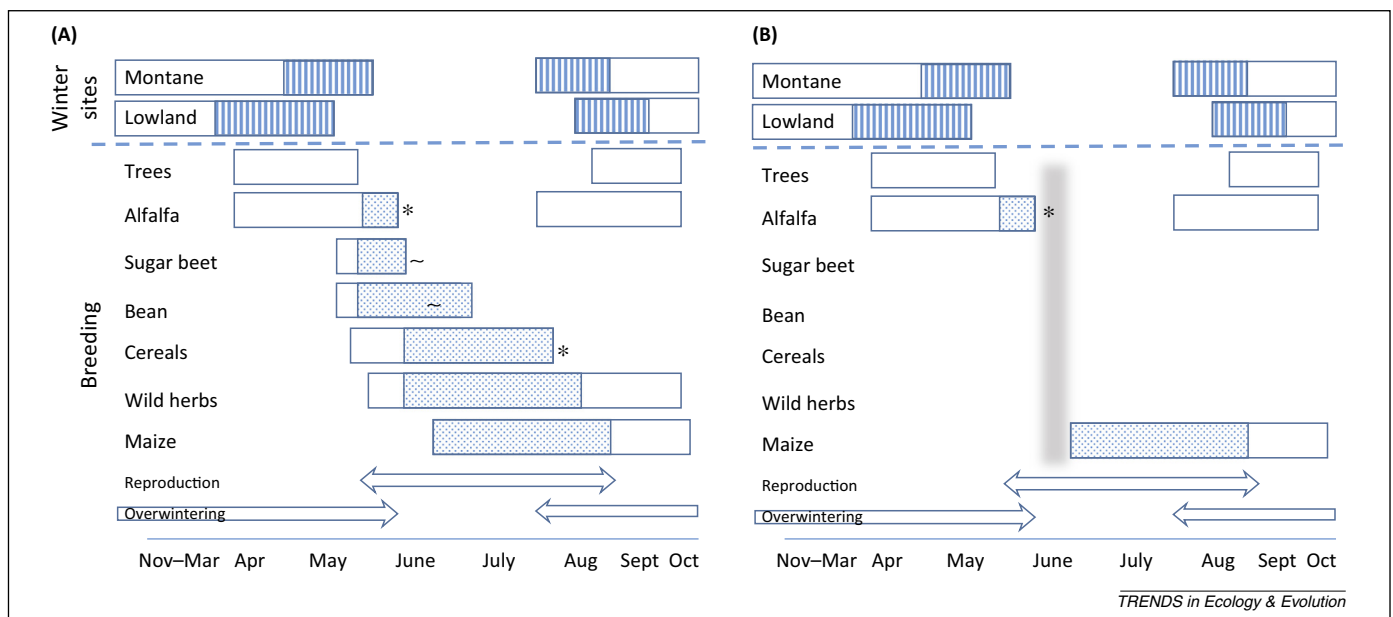 (A)
Winter sites
Montane
Lowland
Breeding
Trees
Alfalfa
*
Sugar beet
~
Bean
~
Cereals
*
Wild herbs
Maize
Reproduction
Overwintering
Nov–Mar Apr May June July Aug Sept Oct
(B)
Montane
Lowland
Trees
Alfalfa
*
Sugar beet
Bean
Cereals
Wild herbs
Maize
Reproduction
Overwintering
Nov–Mar Apr May June July Aug Sept Oct
TRENDS in Ecology & Evolution